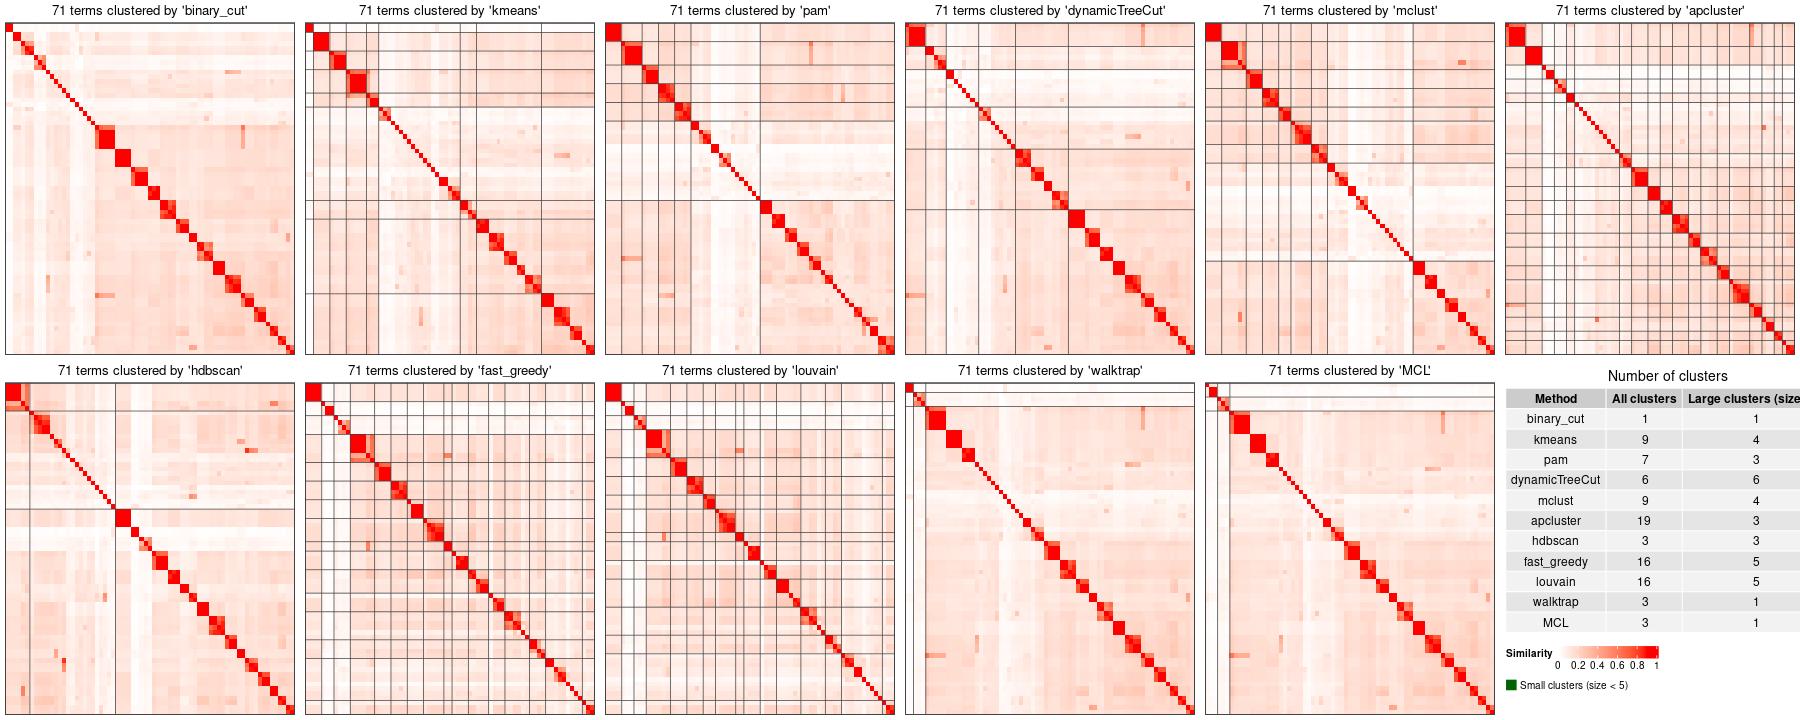 71 terms clustered by 'binary_cut'
71 terms clustered by 'kmeans'
71 terms clustered by 'pam'
71 terms clustered by 'dynamicTreeCut'
71 terms clustered by 'mclust'
71 terms clustered by 'apcluster'
71 terms clustered by 'hdbscan'
71 terms clustered by 'fast_greedy'
71 terms clustered by 'louvain'
71 terms clustered by 'walktrap'
71 terms clustered by 'MCL'
Number of clusters
Method All clusters Large clusters (size
binary_cut 1 1
kmeans 9 4
pam 7 3
dynamicTreeCut 6 6
mclust 9 4
apcluster 19 3
hdbscan 3 3
fast_greedy 16 5
louvain 16 5
walktrap 3 1
MCL 3 1
Similarity
0 0.2 0.4 0.6 0.8 1
Small clusters (size < 5)